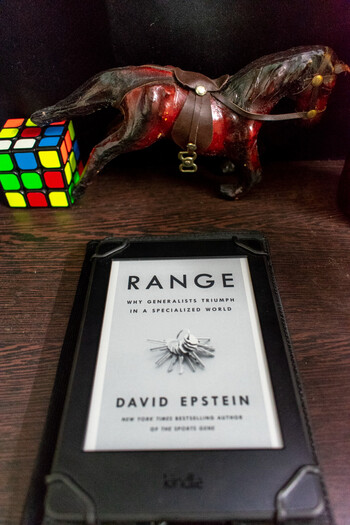 RANGE
WHY GENERALISTS TRIUMPH
IN A SPECIALIZED WORLD
DAVID EPSTEIN
NEW YORK TIMES BESTSELLING AUTHOR
OF THE SPORTS GENE
kindle